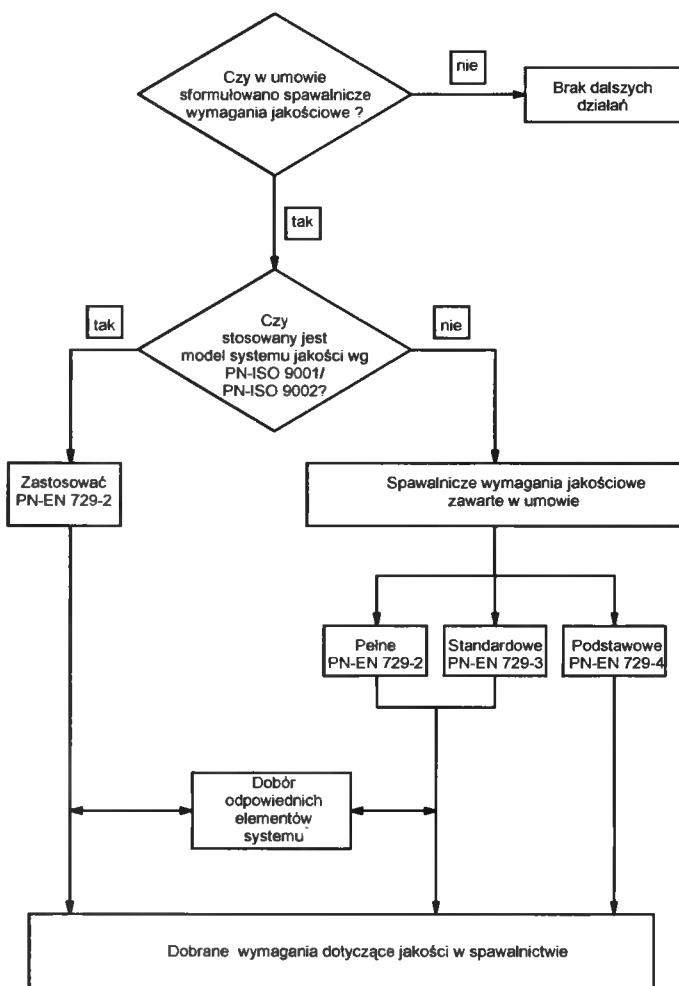 Czy w umowie
sformułowano spawalnicze
wymagania jakościowe ?
nie
Brak dalszych
działań
tak
tak
Czy
stosowany jest
model systemu jakości wg
PN-ISO 9001/
PN-ISO 9002?
nie
Zastosować
PN-EN 729-2
Spawalnicze wymagania jakościowe
zawarte w umowie
Pełne
PN-EN 729-2
Standardowe
PN-EN 729-3
Podstawowe
PN-EN 729-4
Dobór
odpowiednich
elementów
systemu
Dobrane wymagania dotyczące jakości w spawalnictwie